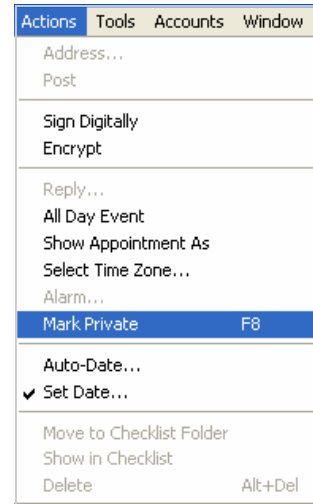 Actions Tools Accounts Window
Address...
Post
Sign Digitally
Encrypt
Reply...
All Day Event
Show Appointment As
Select Time Zone...
Alarm...
Mark Private F8
Auto-Date...
✓ Set Date...
Move to Checklist Folder
Show in Checklist
Delete Alt+Del